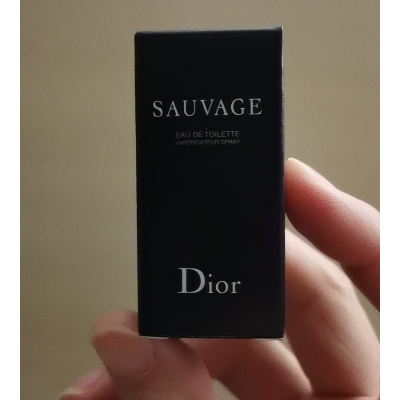 SAUVAGE
EAU DE TOILETTE
VAPORISATEUR SPRAY
Dior